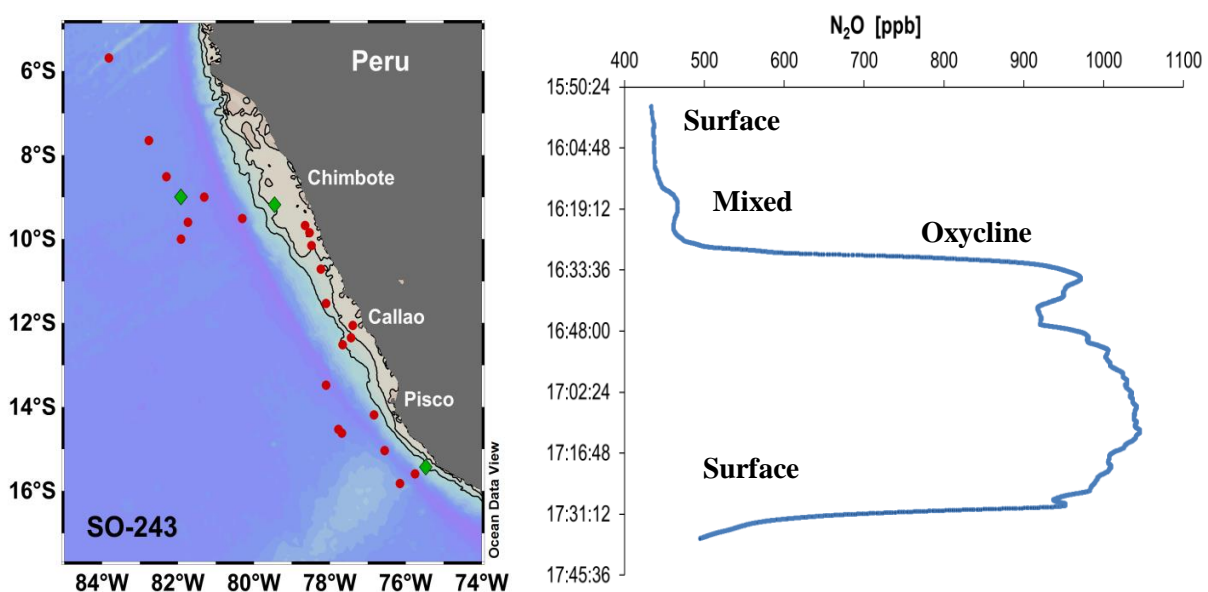 Peru
6°S
8°S
10°S
12°S
14°S
16°S
Chimbote
Callao
Pisco
SO-243
Ocean Data View
84°W 82°W 80°W 78°W 76°W 74°W
N₂O [ppb]
400 500 600 700 800 900 1000 1100
15:50:24
16:04:48
16:19:12
16:33:36
16:48:00
17:02:24
17:16:48
17:31:12
17:45:36
Surface
Mixed
Oxycline
Surface